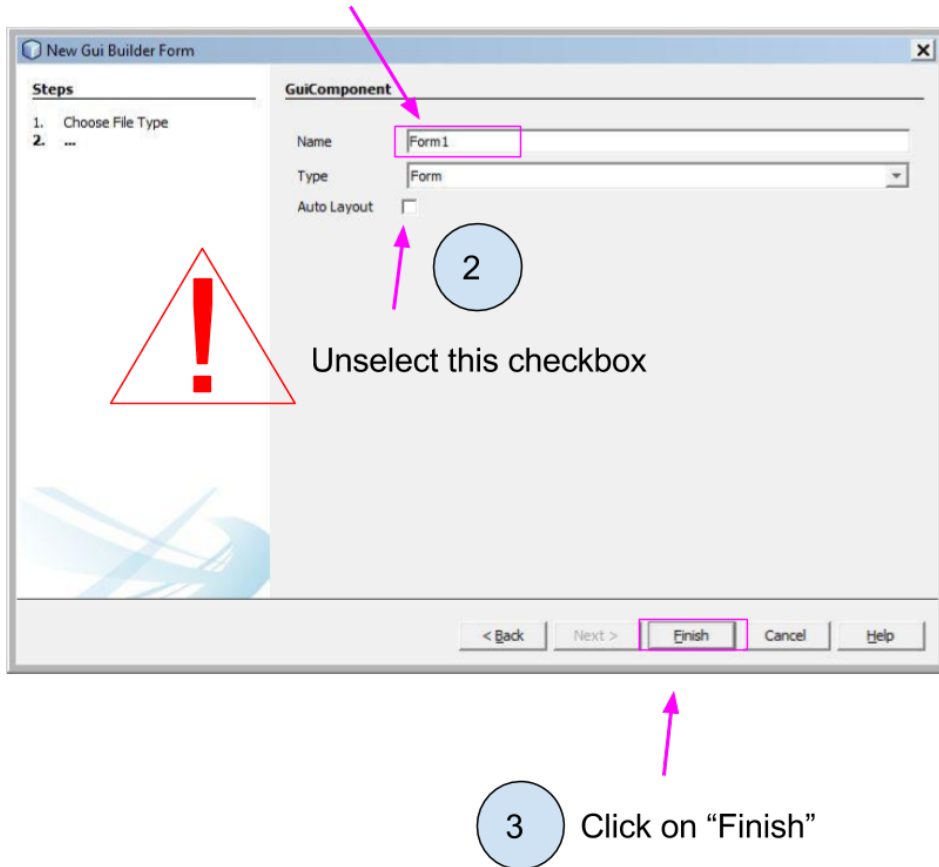 New Gui Builder Form
Steps
1. Choose File Type
2. ...
GuiComponent
Name Form1
Type Form
Auto Layout
2
!
Unselect this checkbox
< Back Next > Finish Cancel Help
3 Click on “Finish”